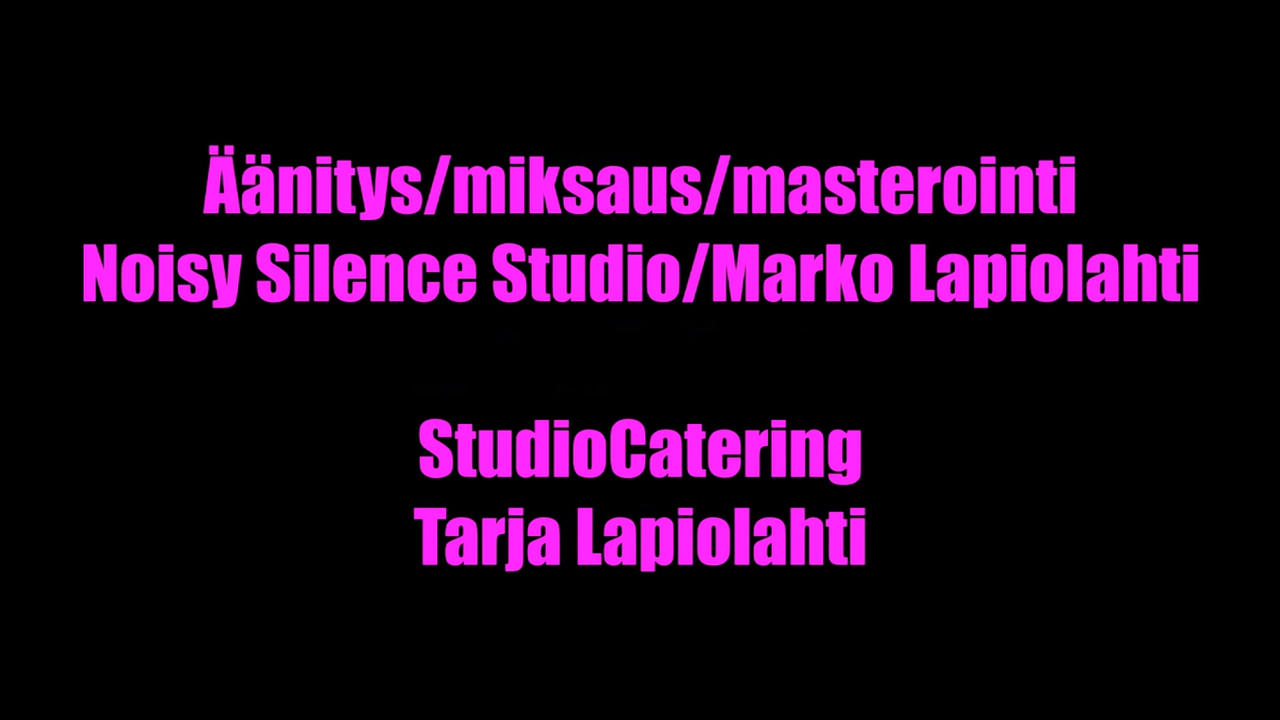 Äänitys/miksaus/masterointi
Noisy Silence Studio/Marko Lapiolahti
StudioCatering
Tarja Lapiolahti